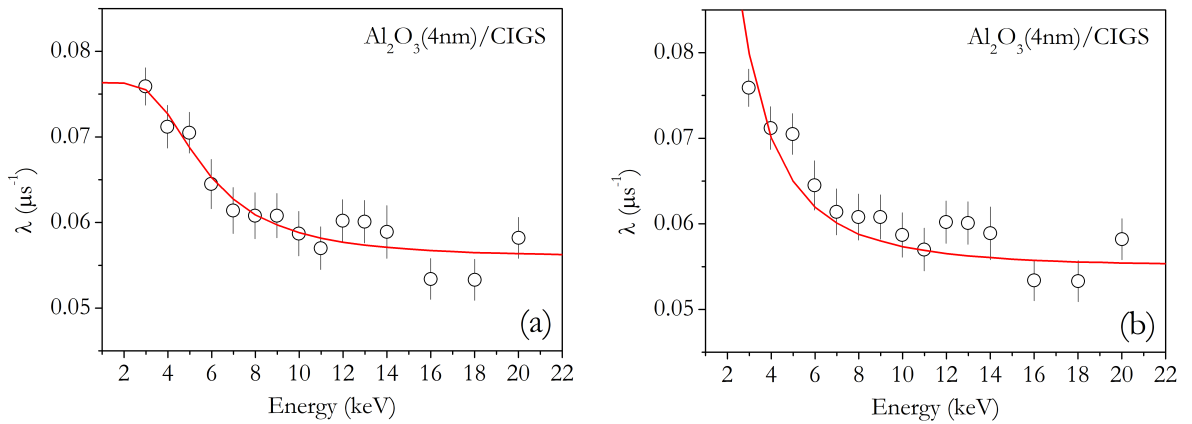 Al₂O₃(4nm)/CIGS
0.08
0.07
0.06
0.05
λ (μs⁻¹)
2 4 6 8 10 12 14 16 18 20 22
Energy (keV)
(a)
Al₂O₃(4nm)/CIGS
0.08
0.07
0.06
0.05
λ (μs⁻¹)
2 4 6 8 10 12 14 16 18 20 22
Energy (keV)
(b)